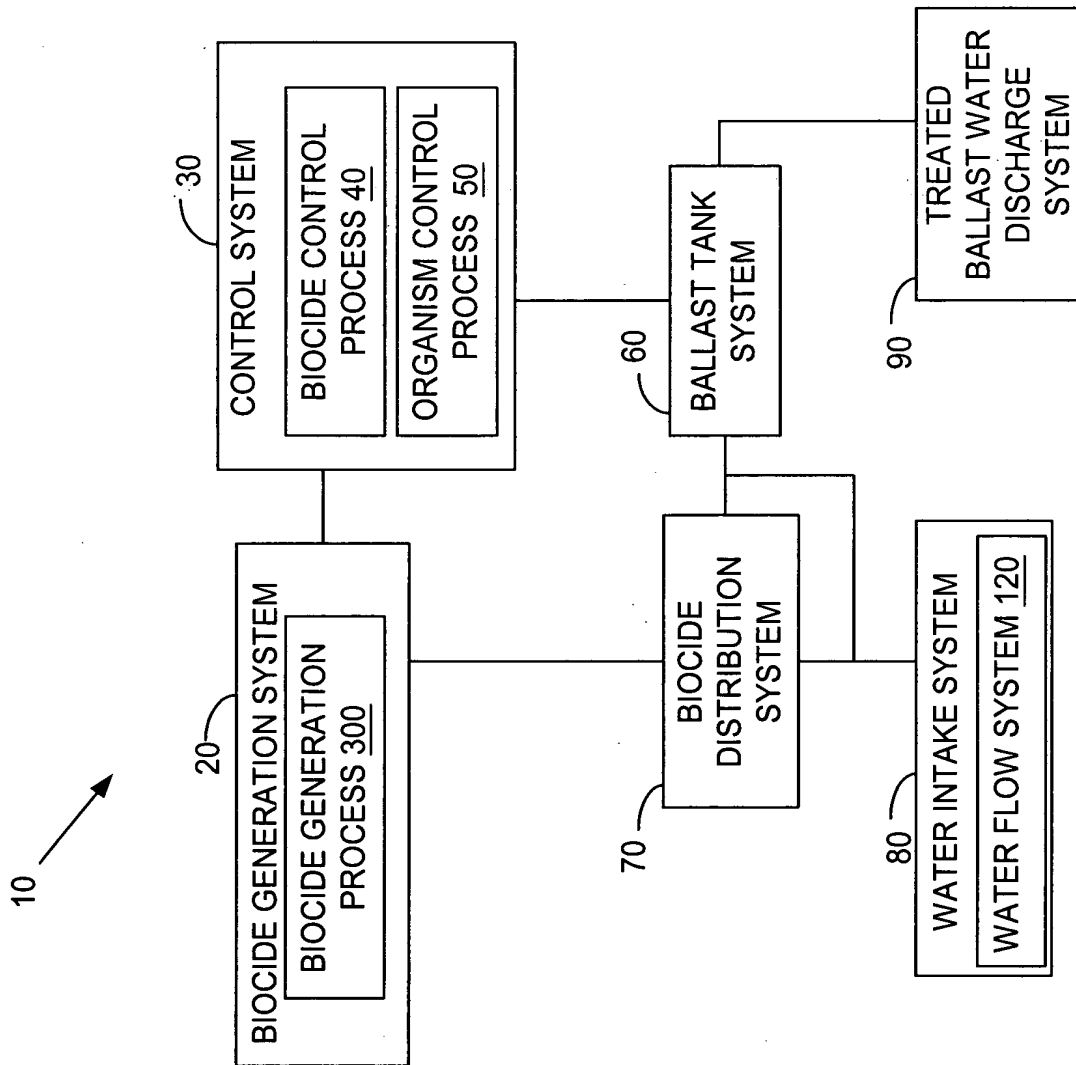 10
20
BIOCIDE GENERATION SYSTEM
BIOCIDE GENERATION
PROCESS 300
30
CONTROL SYSTEM
BIOCIDE CONTROL
PROCESS 40
ORGANISM CONTROL
PROCESS 50
70
BIOCIDE
DISTRIBUTION
SYSTEM
60
BALLAST TANK
SYSTEM
80
WATER INTAKE SYSTEM
WATER FLOW SYSTEM 120
90
TREATED
BALLAST WATER
DISCHARGE
SYSTEM